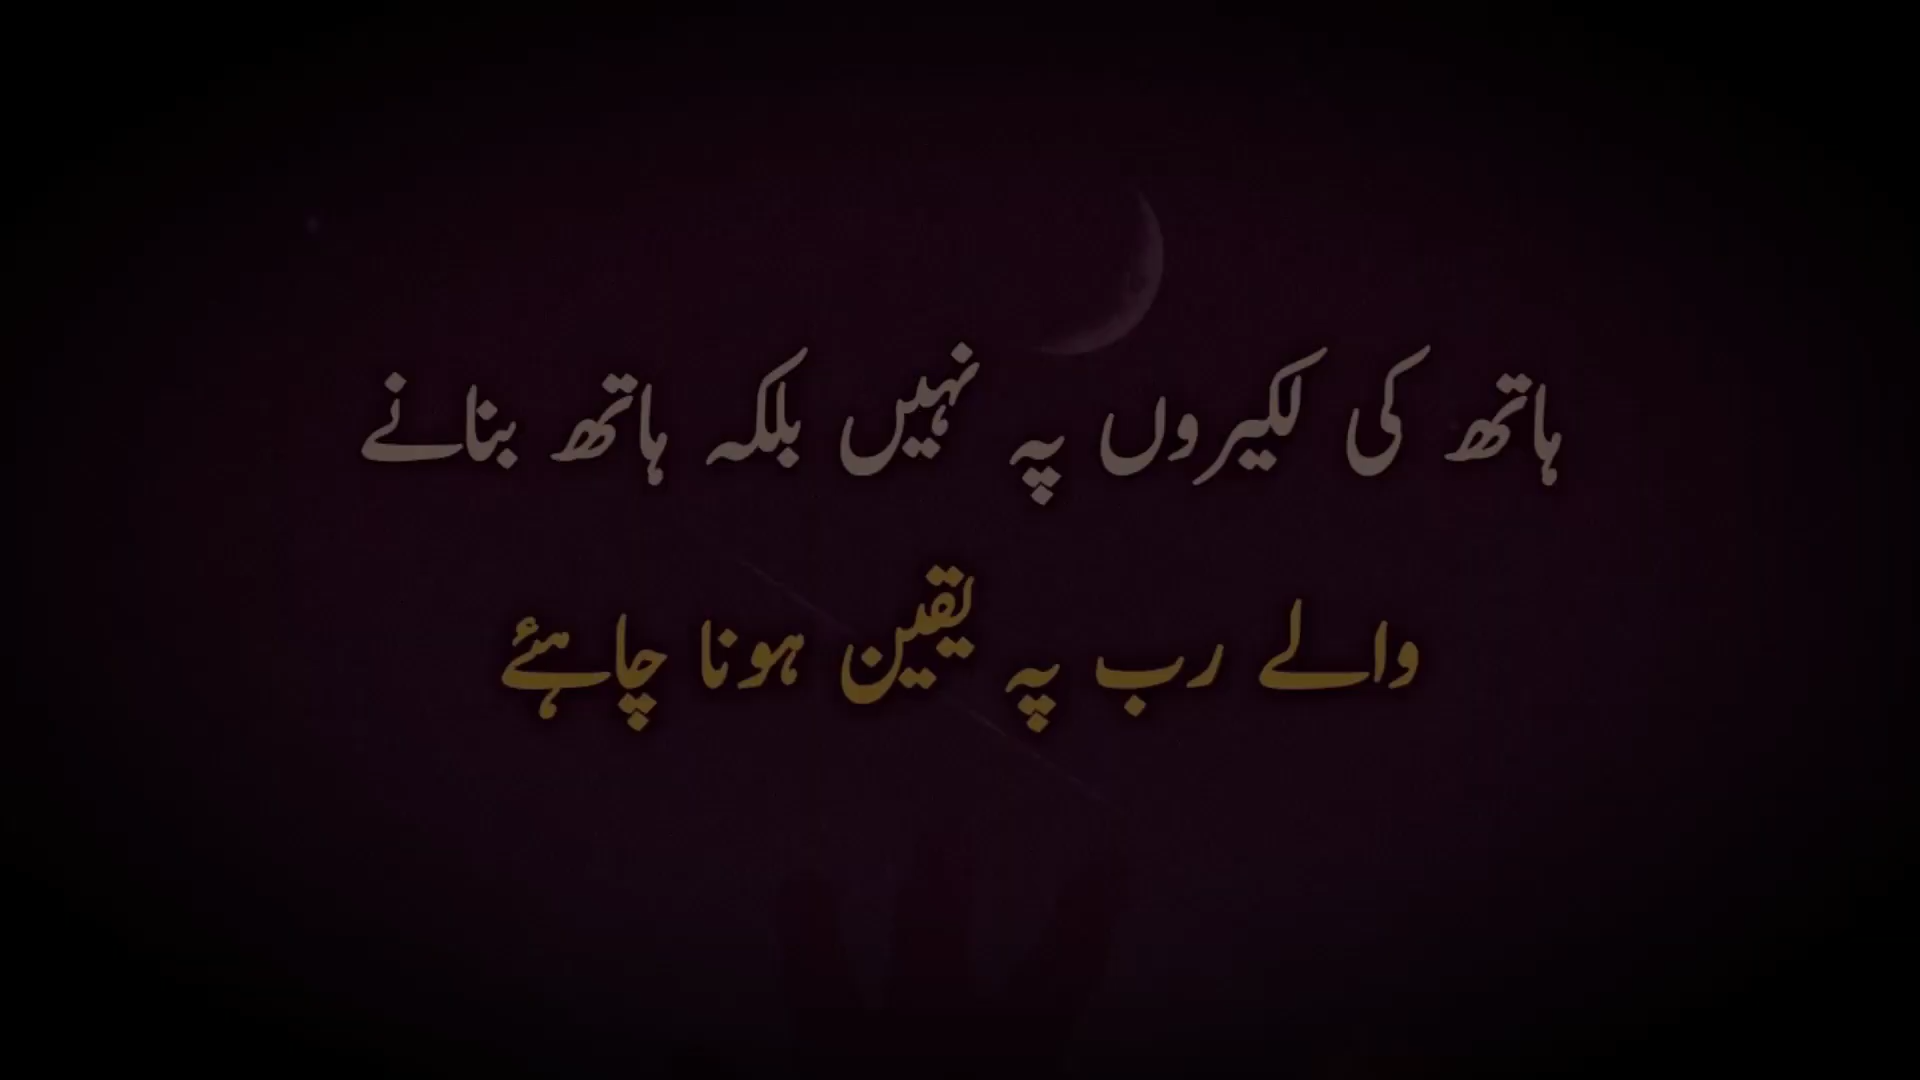 ہاتھ کی لکیروں پہ نہیں بلکہ ہاتھ بنانے
والے رب پہ یقین ہونا چاہئے